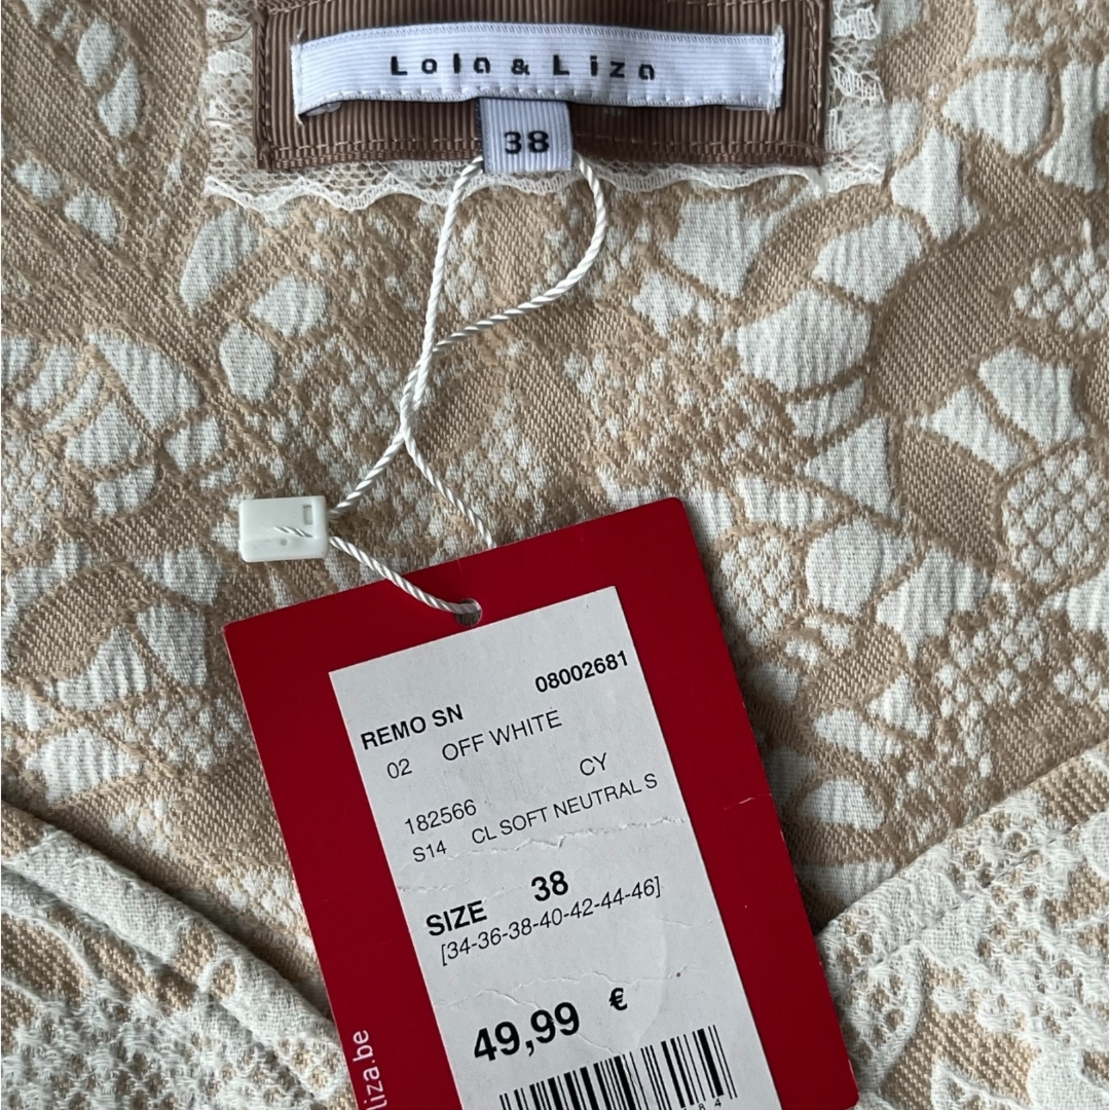 Lola & Liza
38
08002681
REMO SN
02 OFF WHITE
CY
182566
S14 CL SOFT NEUTRAL S
SIZE 38
[34-36-38-40-42-44-46]
49,99 €
liza.be